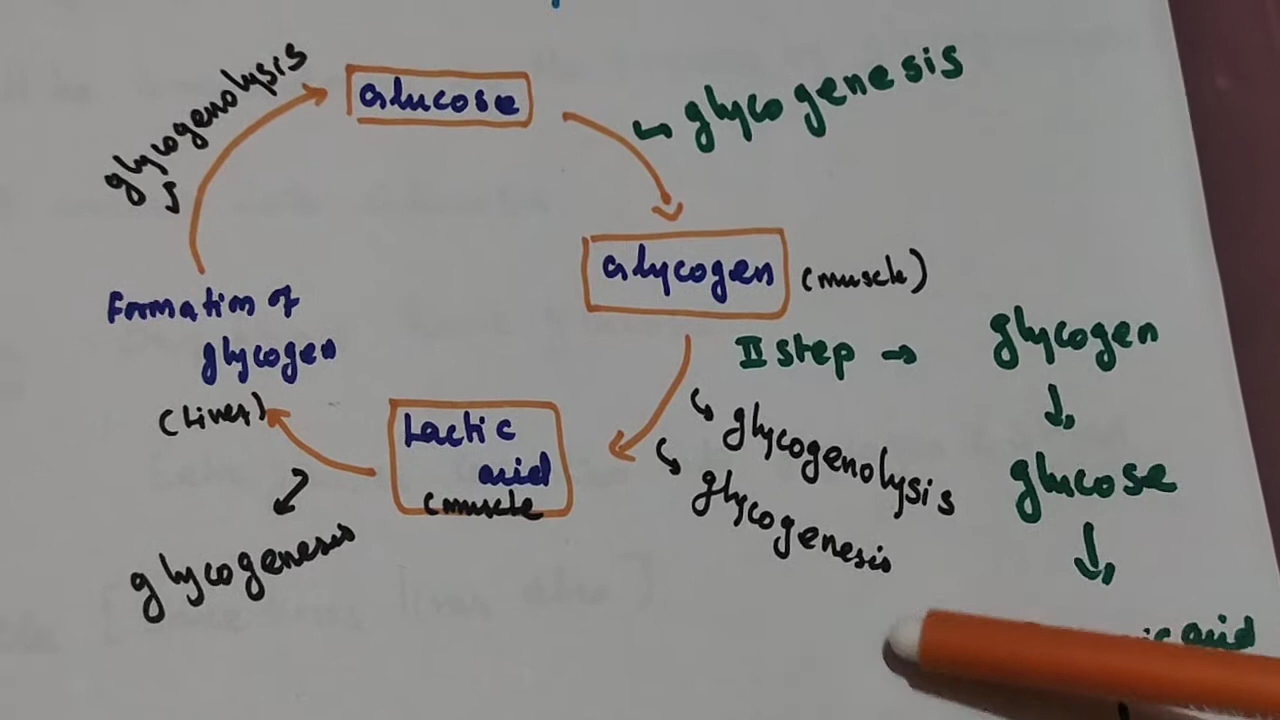 glycogenolysis
Glucose
glycogenesis
Glycogen
(muscle)
Formation of
glycogen
(Liver)
II step → glycogen
glycogenolysis
glycogenesis
glucose
Lactic
acid
(muscle
glycogenesis
acid